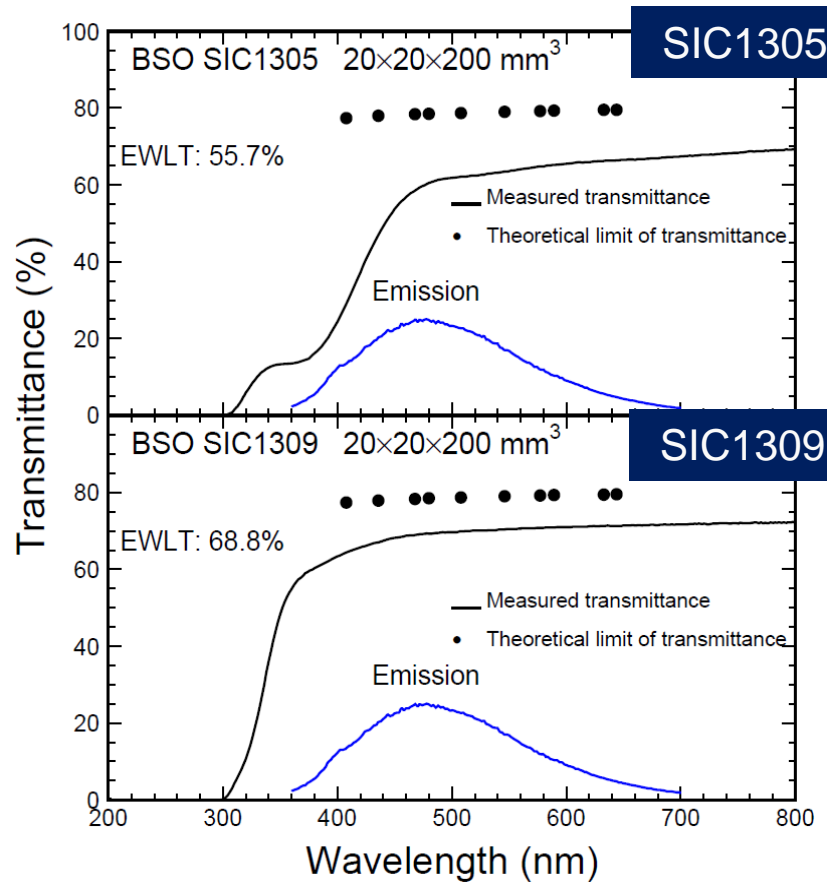 SIC1305
BSO SIC1305 20×20×200 mm³
EWLT: 55.7%
Measured transmittance
Theoretical limit of transmittance
Emission
100
80
60
40
20
0
SIC1309
BSO SIC1309 20×20×200 mm³
EWLT: 68.8%
Measured transmittance
Theoretical limit of transmittance
Emission
80
60
40
20
0
200 300 400 500 600 700 800
Transmittance (%)
Wavelength (nm)